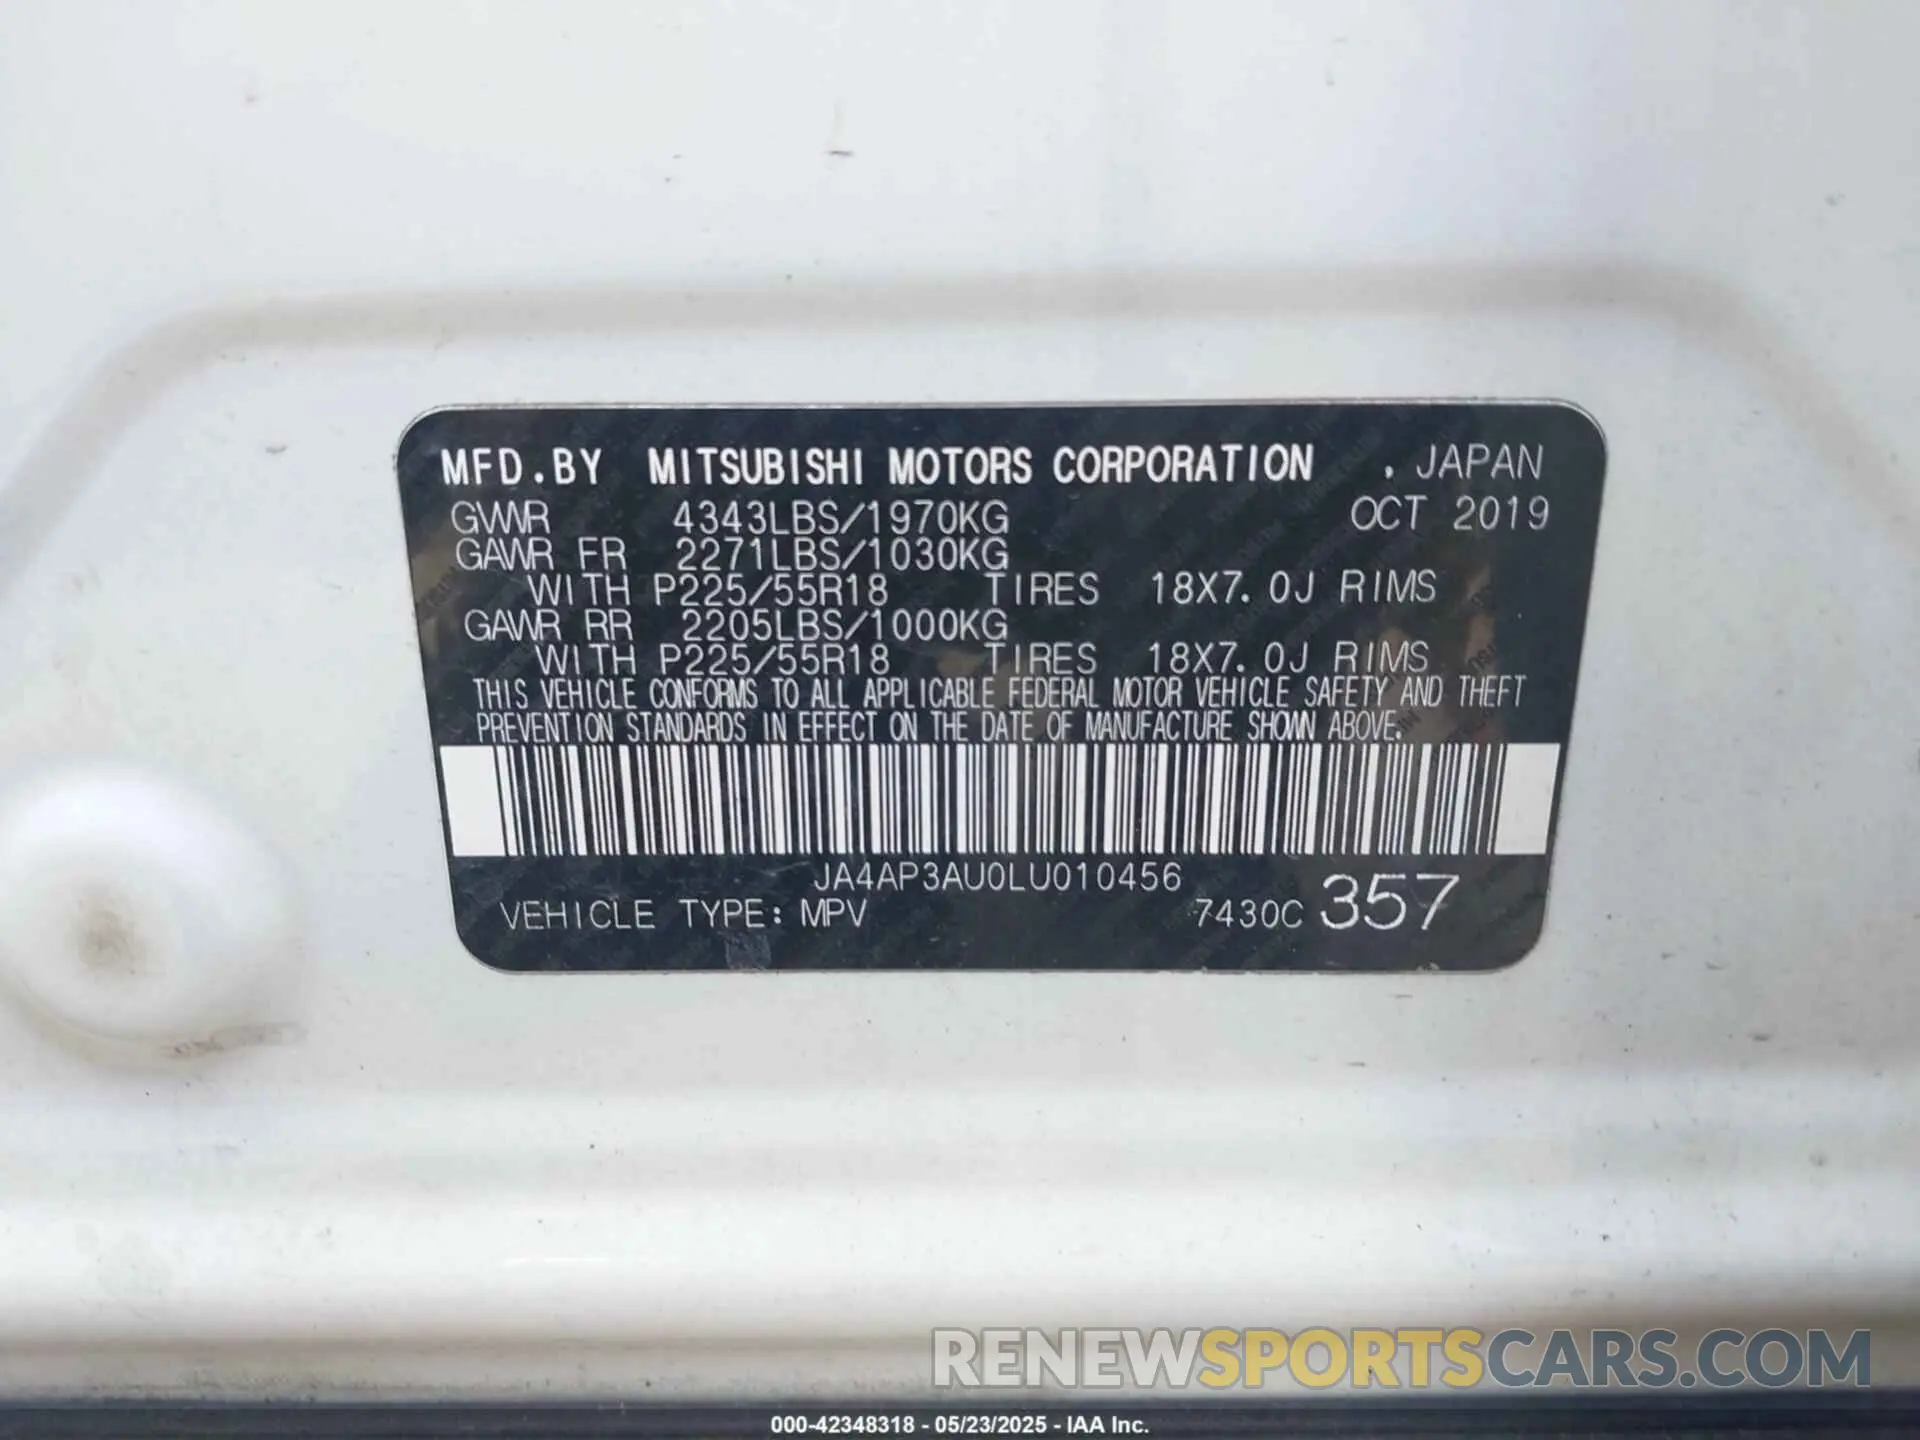 MFD.BY MITSUBISHI MOTORS CORPORATION , JAPAN
GVWR 4343LBS/1970KG OCT 2019
GAWR FR 2271LBS/1030KG
WITH P225/55R18 TIRES 18X7.0J RIMS
GAWR RR 2205LBS/1000KG
WITH P225/55R18 TIRES 18X7.0J RIMS
THIS VEHICLE CONFORMS TO ALL APPLICABLE FEDERAL MOTOR VEHICLE SAFETY AND THEFT
PREVENTION STANDARDS IN EFFECT ON THE DATE OF MANUFACTURE SHOWN ABOVE.
JA4AP3AU0LU010456
VEHICLE TYPE: MPV 7430C 357
RENEWSPORTSCARS.COM
000-42348318 - 05/23/2025 - IAA Inc.